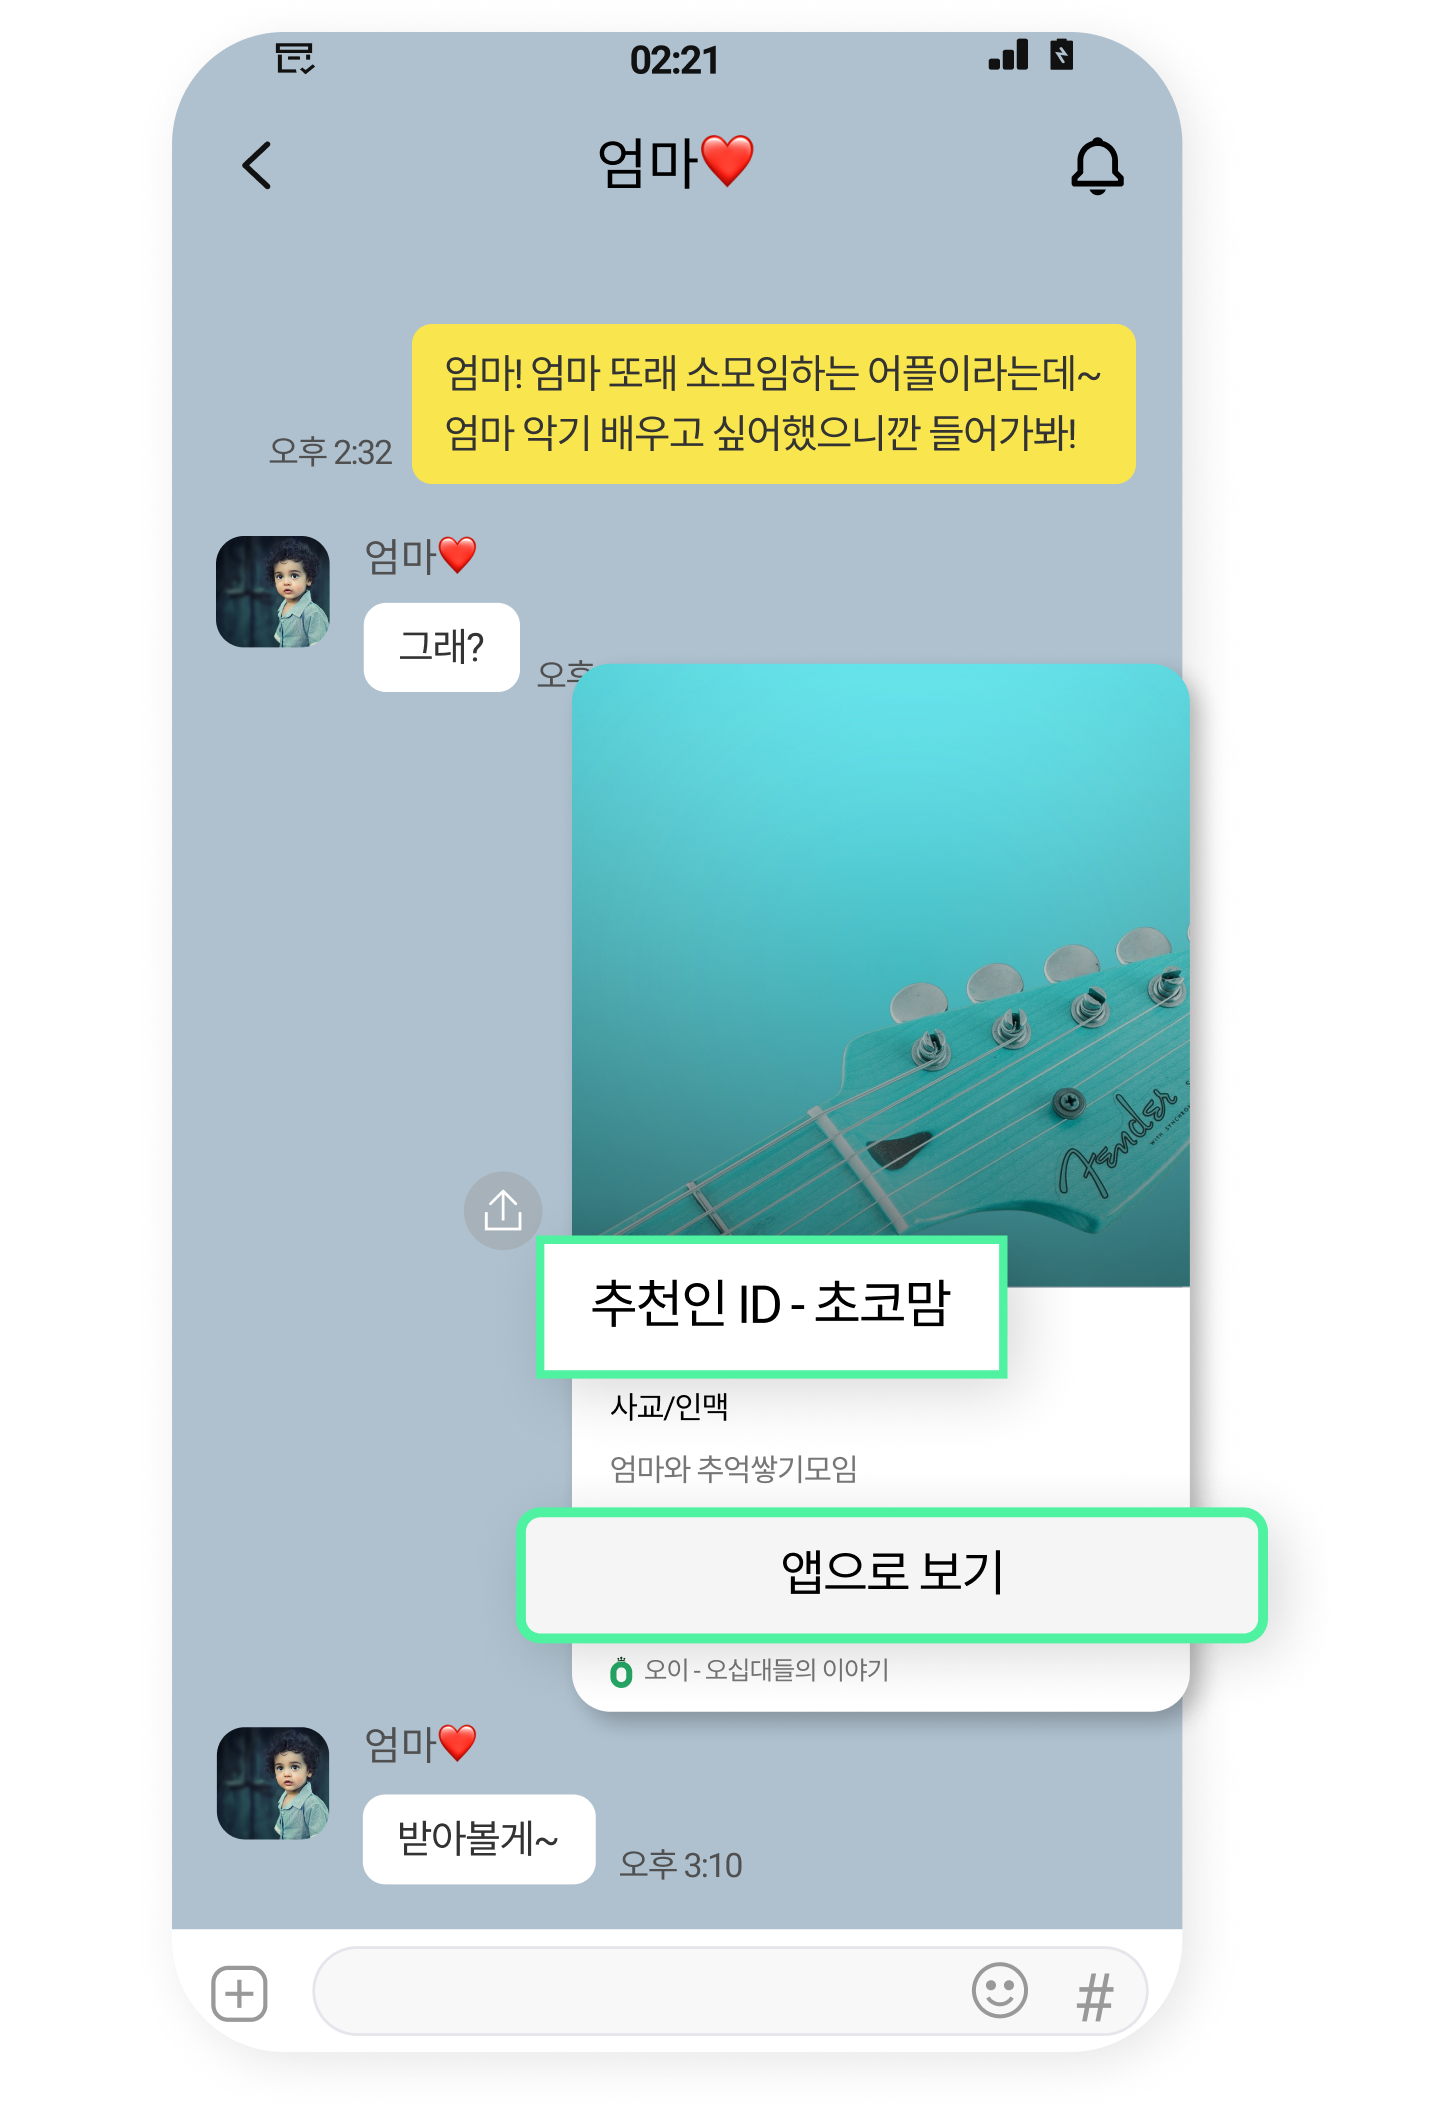 02:21
엄마❤️
엄마! 엄마 또래 소모임하는 어플이라는데~
엄마 악기 배우고 싶어했으니깐 들어가봐!
오후 2:32
엄마❤️
그래?
오후
Fender
추천인 ID - 초코맘
사교/인맥
엄마와 추억쌓기모임
앱으로 보기
오이 - 오십대들의 이야기
엄마❤️
받아볼게~
오후 3:10
#